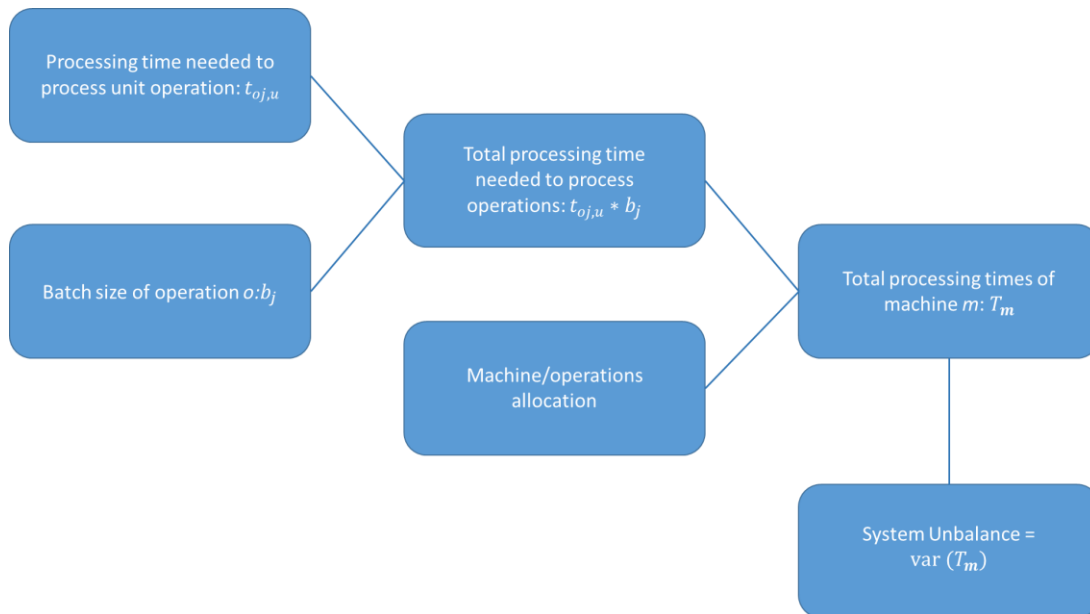 Processing time needed to
process unit operation: t_{oj,u}
Batch size of operation o:b_j
Total processing time
needed to process
operations: t_{oj,u} * b_j
Machine/operations
allocation
Total processing times of
machine m: T_m
System Unbalance =
var (T_m)